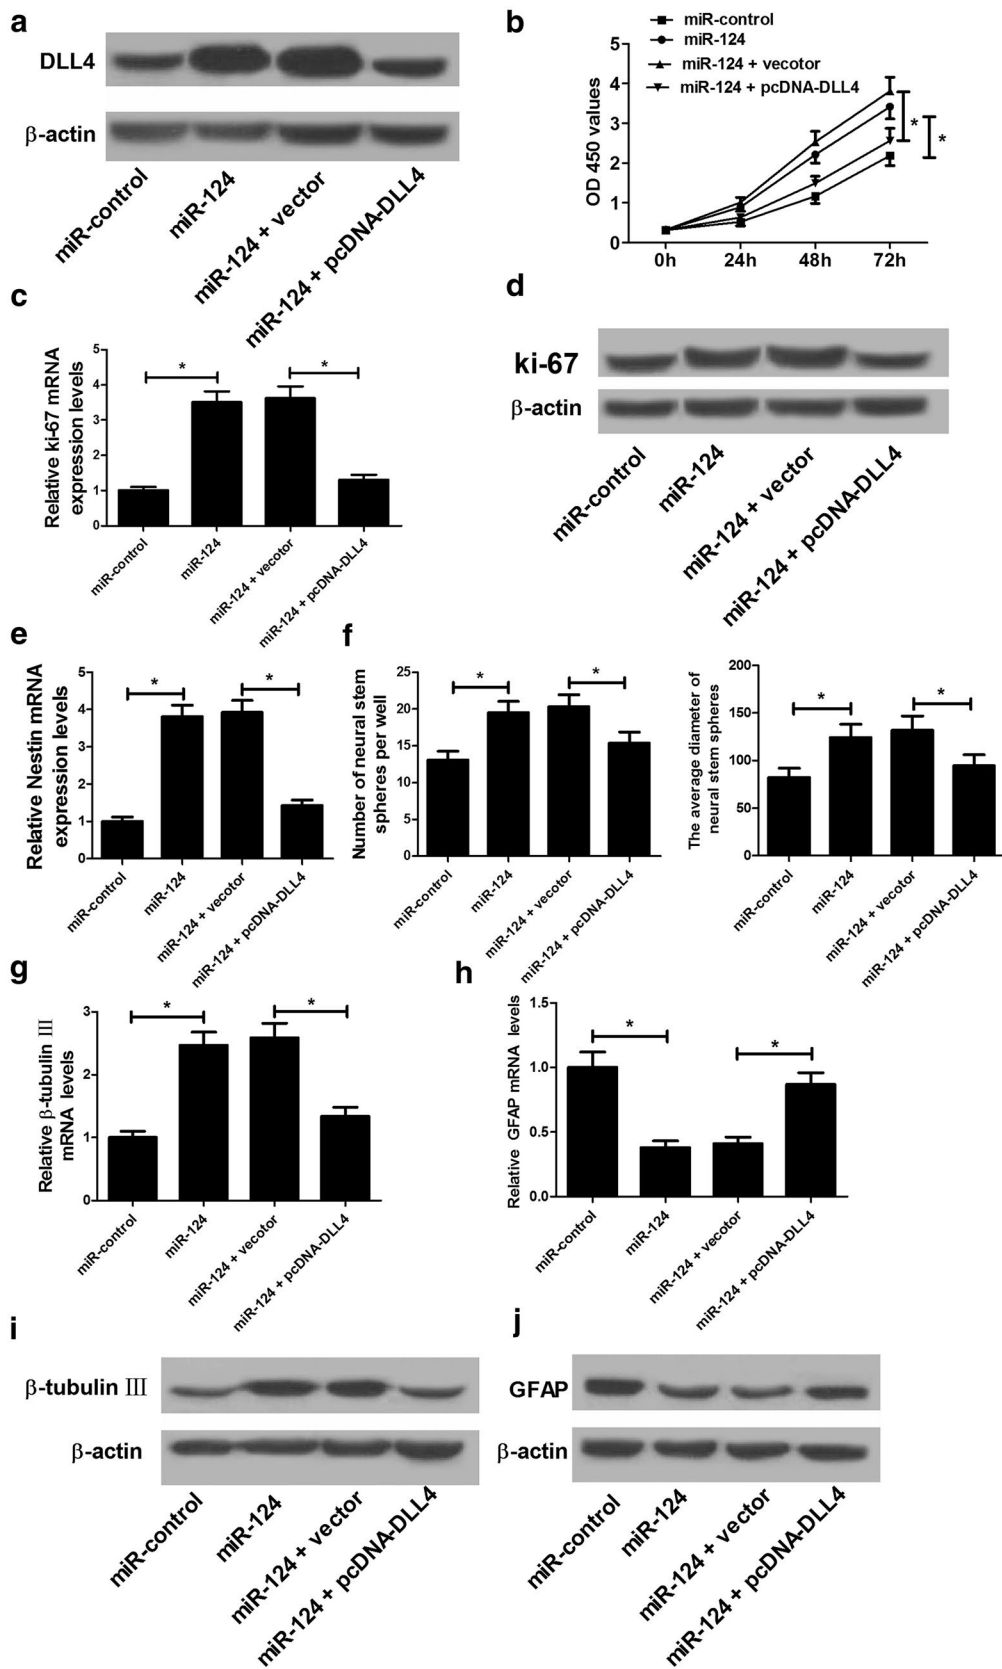 a
DLL4
β-actin
miR-control
miR-124
miR-124 + vector
miR-124 + pcDNA-DLL4
b
miR-control
miR-124
miR-124 + vecotor
miR-124 + pcDNA-DLL4
OD 450 values
5
4
3
2
1
0
0h
24h
48h
72h
*
*
c
Relative ki-67 mRNA
expression levels
5
4
3
2
1
0
*
*
miR-control
miR-124
miR-124 + vecotor
miR-124 + pcDNA-DLL4
d
ki-67
β-actin
miR-control
miR-124
miR-124 + vector
miR-124 + pcDNA-DLL4
e
Relative Nestin mRNA
expression levels
5
4
3
2
1
0
*
*
miR-control
miR-124
miR-124 + vecotor
miR-124 + pcDNA-DLL4
f
Number of neural stem
spheres per well
25
20
15
10
5
0
*
*
miR-control
miR-124
miR-124 + vecotor
miR-124 + pcDNA-DLL4
The average diameter of
neural stem spheres
200
150
100
50
0
*
*
miR-control
miR-124
miR-124 + vecotor
miR-124 + pcDNA-DLL4
g
Relative β-tubulin III
mRNA levels
3
2
1
0
*
*
miR-control
miR-124
miR-124 + vecotor
miR-124 + pcDNA-DLL4
h
Relative GFAP mRNA levels
1.5
1.0
0.5
0.0
*
*
miR-control
miR-124
miR-124 + vecotor
miR-124 + pcDNA-DLL4
i
β-tubulin III
β-actin
miR-control
miR-124
miR-124 + vector
miR-124 + pcDNA-DLL4
j
GFAP
β-actin
miR-control
miR-124
miR-124 + vector
miR-124 + pcDNA-DLL4